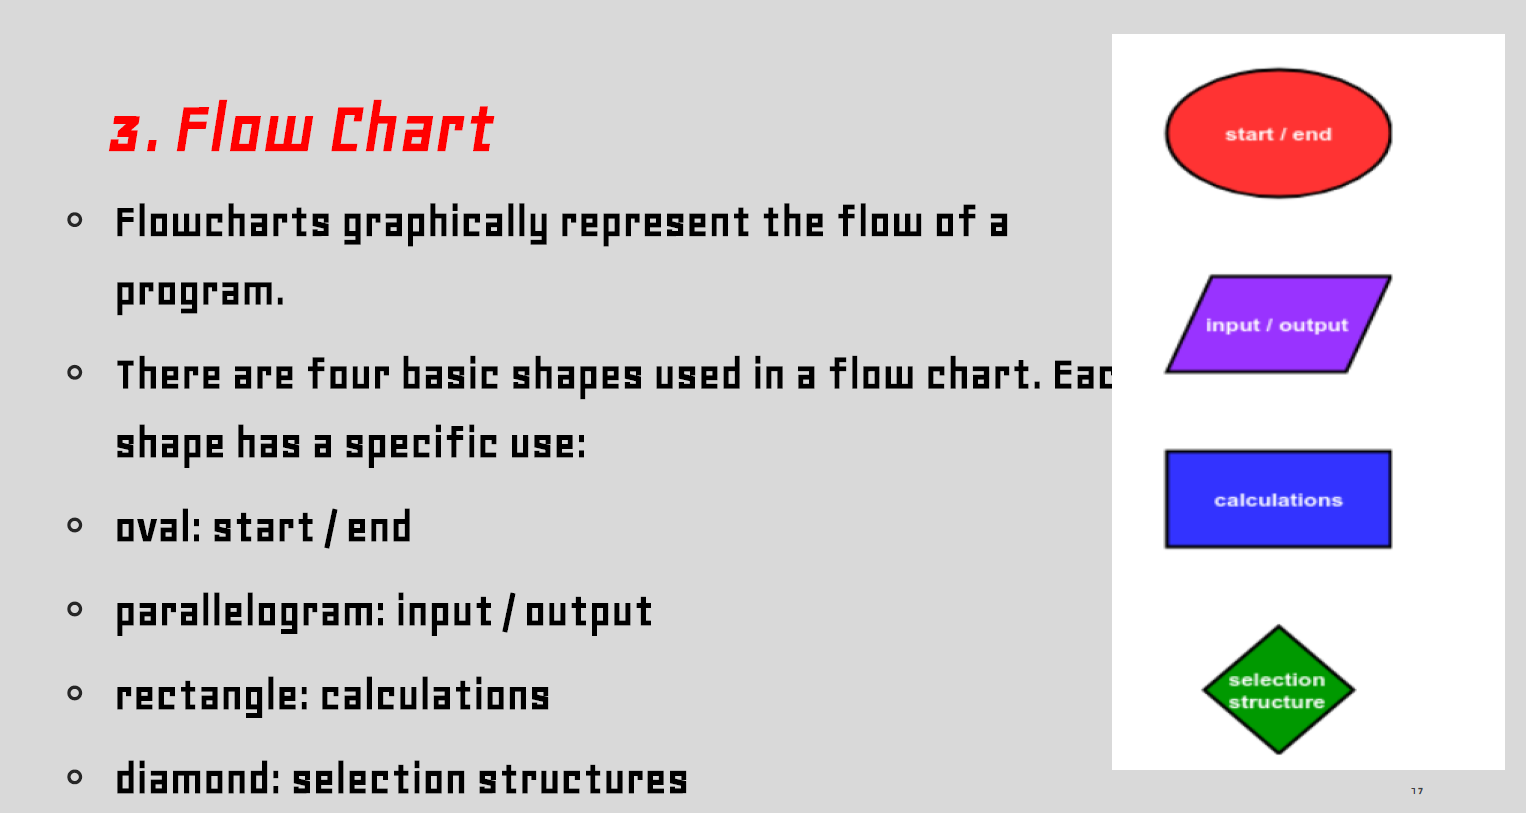 3. Flow Chart
Flowcharts graphically represent the flow of a
program.
There are four basic shapes used in a flow chart. Eac
shape has a specific use:
oval: start / end
parallelogram: input / output
rectangle: calculations
diamond: selection structures
start / end
input / output
calculations
selection
structure
17